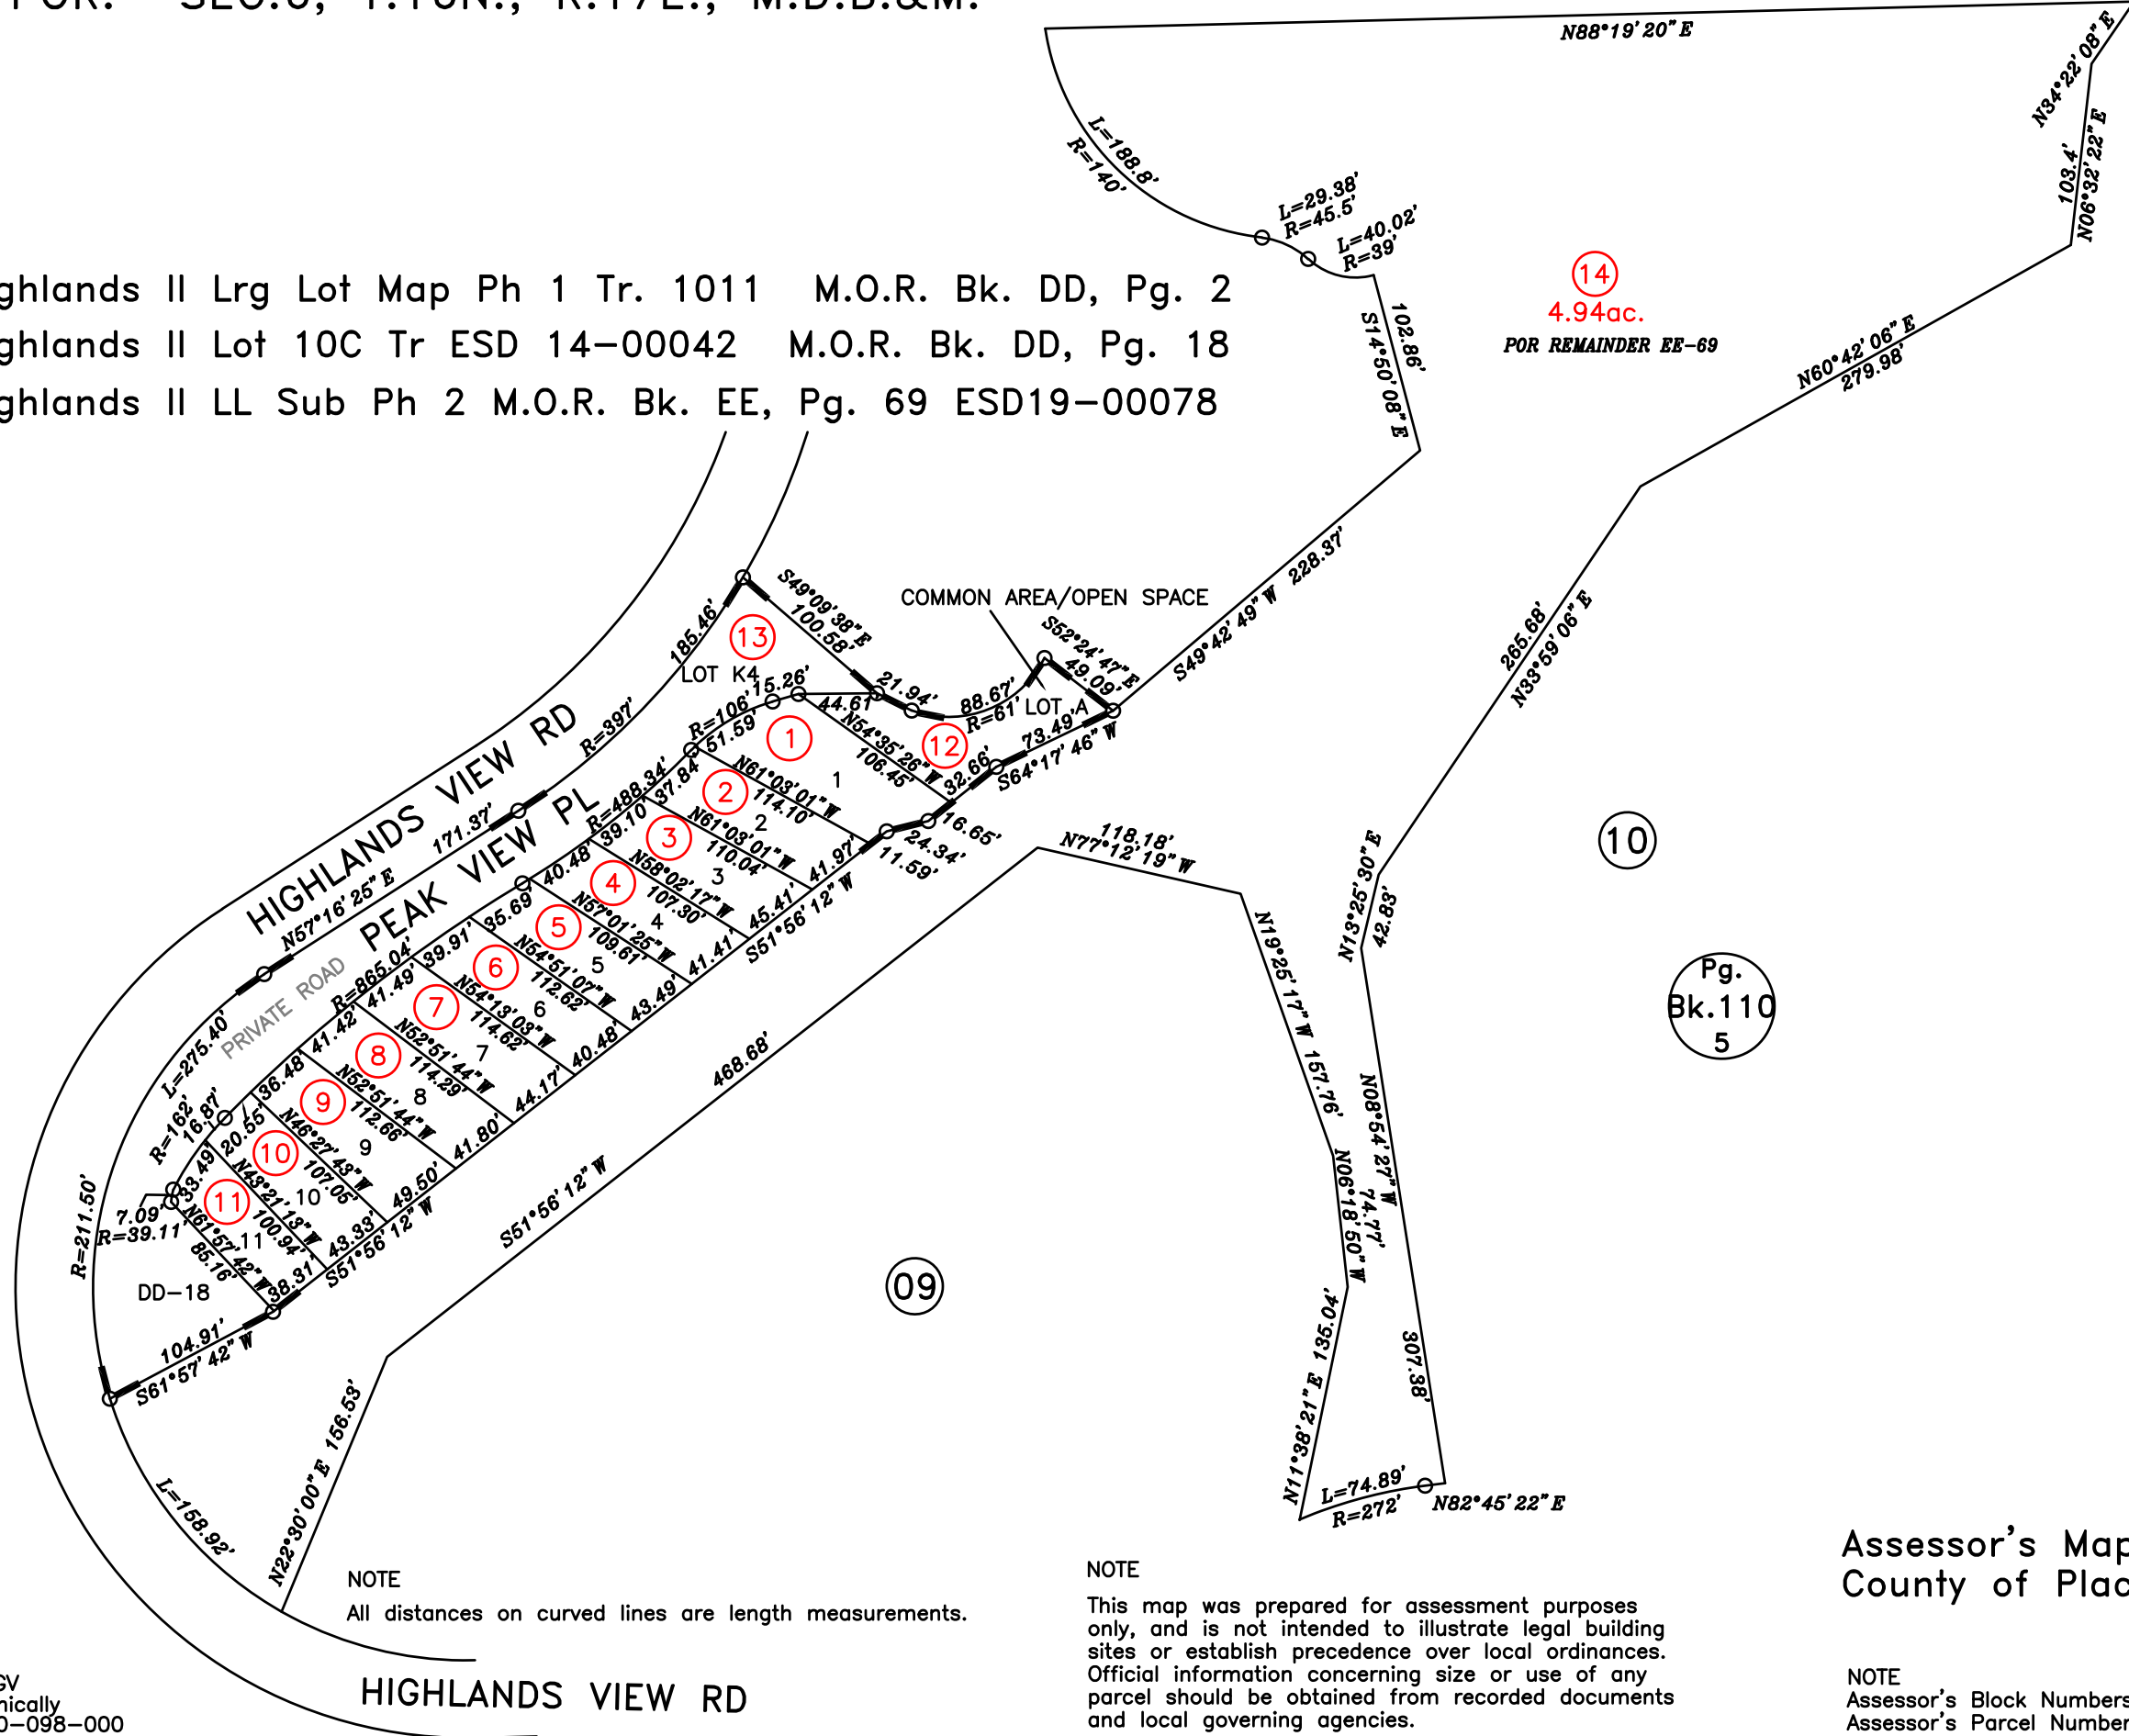 POR. SEC.6, T.16N., R.17E., M.D.B.&M.
ghlands II Lrg Lot Map Ph 1 Tr. 1011 M.O.R. Bk. DD, Pg. 2
ghlands II Lot 10C Tr ESD 14-00042 M.O.R. Bk. DD, Pg. 18
ghlands II LL Sub Ph 2 M.O.R. Bk. EE, Pg. 69 ESD19-00078
N88°19'20"E
N34°22'08"E
103.4'
N06°32'22"E
L=188.8'
R=140'
L=29.38'
R=45.5'
L=40.02'
R=39'
14
4.94ac.
POR REMAINDER EE-69
102.86'
S14°50'08"E
N60°42'06"E
279.98'
S49°42'49"W 228.37'
265.68'
N33°59'06"E
COMMON AREA/OPEN SPACE
S52°24'47"E
49.09'
LOT A
S49°09'38"E
100.58'
185.46'
13
LOT K4
15.26'
21.94'
88.67'
R=61'
44.61'
R=106'
51.59'
1
N54°35'26"W
106.45'
12
73.49'
S64°17'46"W
32.66'
16.65'
24.34'
11.59'
1
R=397'
HIGHLANDS VIEW RD
171.37'
N57°16'25"E
PEAK VIEW PL
PRIVATE ROAD
R=488.34'
37.84'
2
N61°03'01"W
114.10'
2
41.97'
39.10'
3
N61°03'01"W
110.04'
3
45.41'
S51°56'12"W
40.48'
4
N58°02'17"W
107.30'
4
41.41'
35.69'
5
N57°01'25"W
109.61'
5
43.49'
39.91'
6
N54°51'07"W
112.62'
6
40.48'
R=865.04'
41.49'
7
N54°13'03"W
114.62'
7
44.17'
41.42'
8
N52°51'44"W
114.29'
8
41.80'
36.48'
9
N52°51'44"W
112.66'
9
49.50'
L=275.40'
R=162'
16.87'
20.55'
10
N46°27'43"W
107.05'
10
43.33'
S51°56'12"W
33.49'
11
N43°21'13"W
100.94'
11
38.31'
7.09'
R=39.11'
N61°57'42"W
85.16'
R=211.50'
DD-18
104.91'
S61°57'42"W
468.68'
S51°56'12"W
118.18'
N77°12'19"W
N19°25'17"W 157.76'
N13°25'30"E
42.83'
10
Pg.
Bk.110
5
N08°54'27"W
307.38'
N06°18'50"W
74.77'
09
N11°38'21"E 135.04'
L=74.89'
R=272'
N82°45'22"E
L=158.92'
N22°30'00"E 156.53'
HIGHLANDS VIEW RD
NOTE
All distances on curved lines are length measurements.
NOTE
This map was prepared for assessment purposes
only, and is not intended to illustrate legal building
sites or establish precedence over local ordinances.
Official information concerning size or use of any
parcel should be obtained from recorded documents
and local governing agencies.
Assessor's Map
County of Plac
NOTE
Assessor's Block Numbers
Assessor's Parcel Number
GV
nically
0-098-000